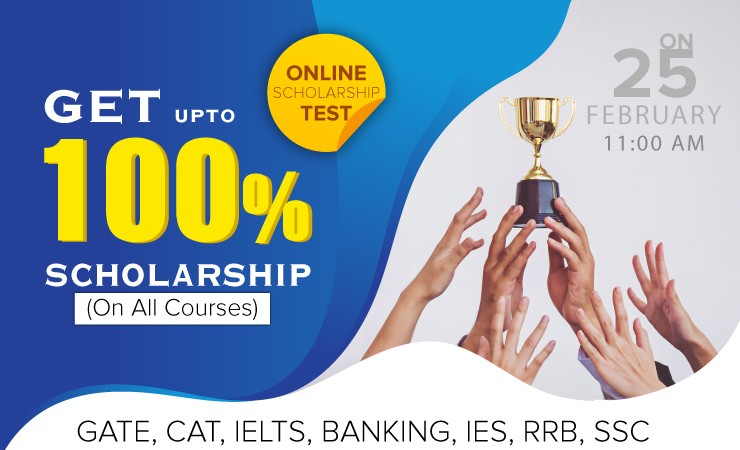 ONLINE
SCHOLARSHIP
TEST
GET UPTO
100%
SCHOLARSHIP
(On All Courses)
ON
25
FEBRUARY
11:00 AM
GATE, CAT, IELTS, BANKING, IES, RRB, SSC